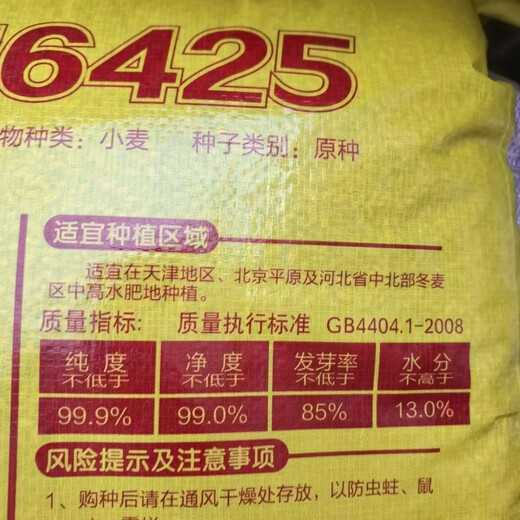 6425
物种类：小麦 种子类别：原种
适宜种植区域
适宜在天津地区、北京平原及河北省中北部冬麦
区中高水肥地种植。
质量指标： 质量执行标准 GB4404.1-2008
纯度 净度 发芽率 水分
不低于 不低于 不低于 不高于
99.9% 99.0% 85% 13.0%
风险提示及注意事项
1、购种后请在通风干燥处存放，以防虫蛀、鼠